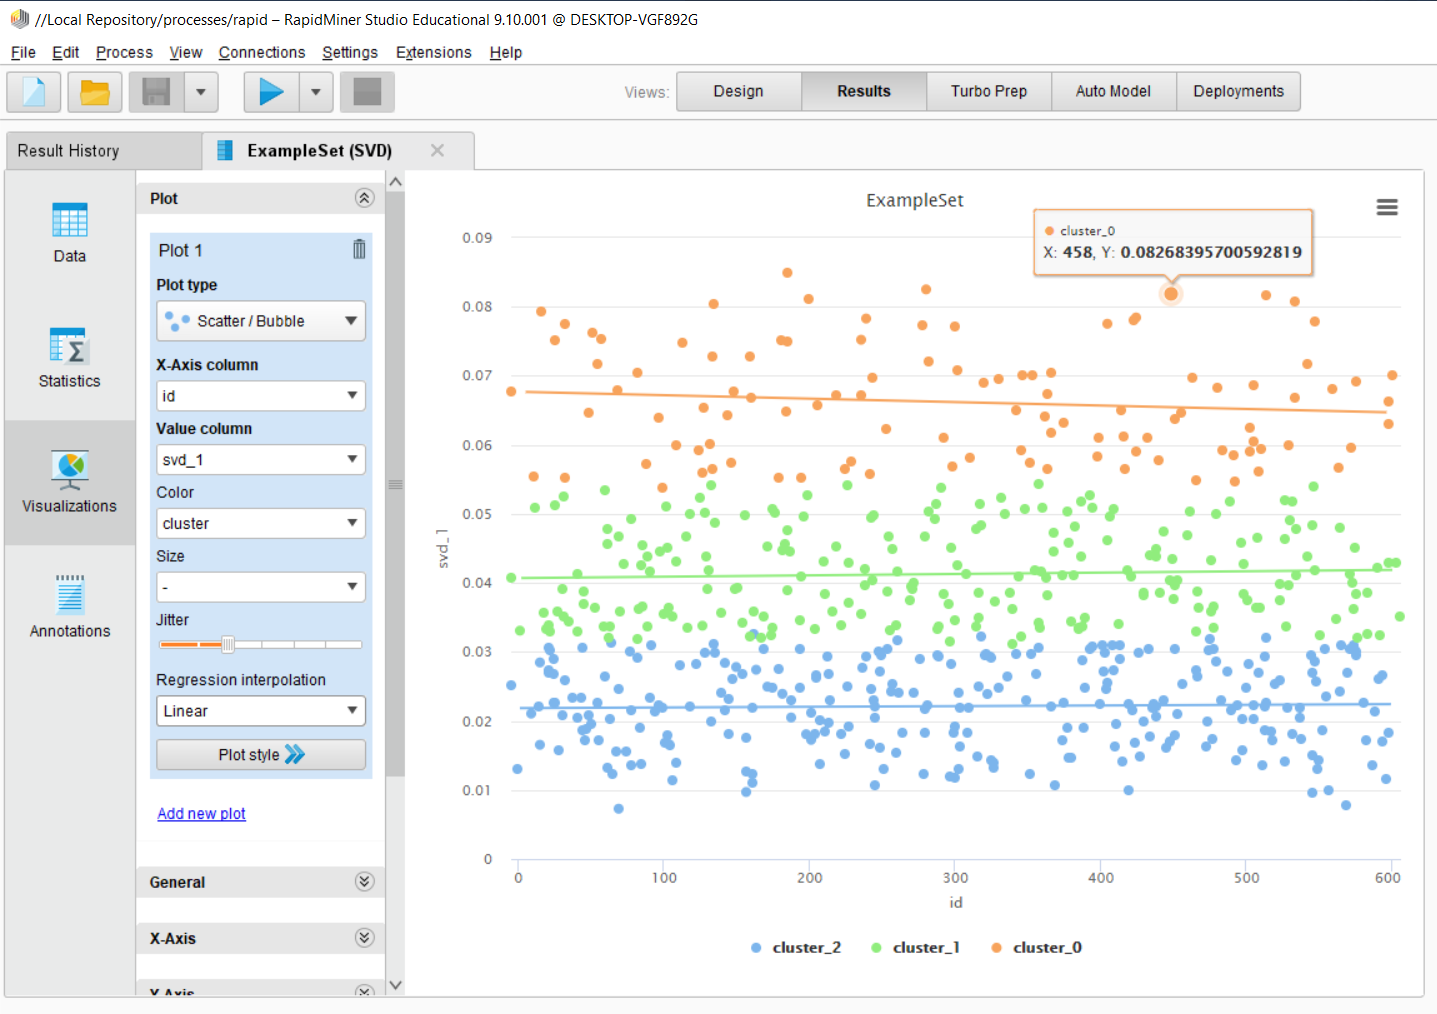 //Local Repository/processes/rapid – RapidMiner Studio Educational 9.10.001 @ DESKTOP-VGF892G
File Edit Process View Connections Settings Extensions Help
Views: Design Results Turbo Prep Auto Model Deployments
Result History ExampleSet (SVD)
Data
Statistics
Visualizations
Annotations
Plot
Plot 1
Plot type
Scatter / Bubble
X-Axis column
id
Value column
svd_1
Color
cluster
Size
-
Jitter
Regression interpolation
Linear
Plot style
Add new plot
General
X-Axis
Y-Axis
ExampleSet
cluster_0
X: 458, Y: 0.08268395700592819
0.09
0.08
0.07
0.06
0.05
0.04
0.03
0.02
0.01
0
svd_1
0 100 200 300 400 500 600
id
cluster_2 cluster_1 cluster_0